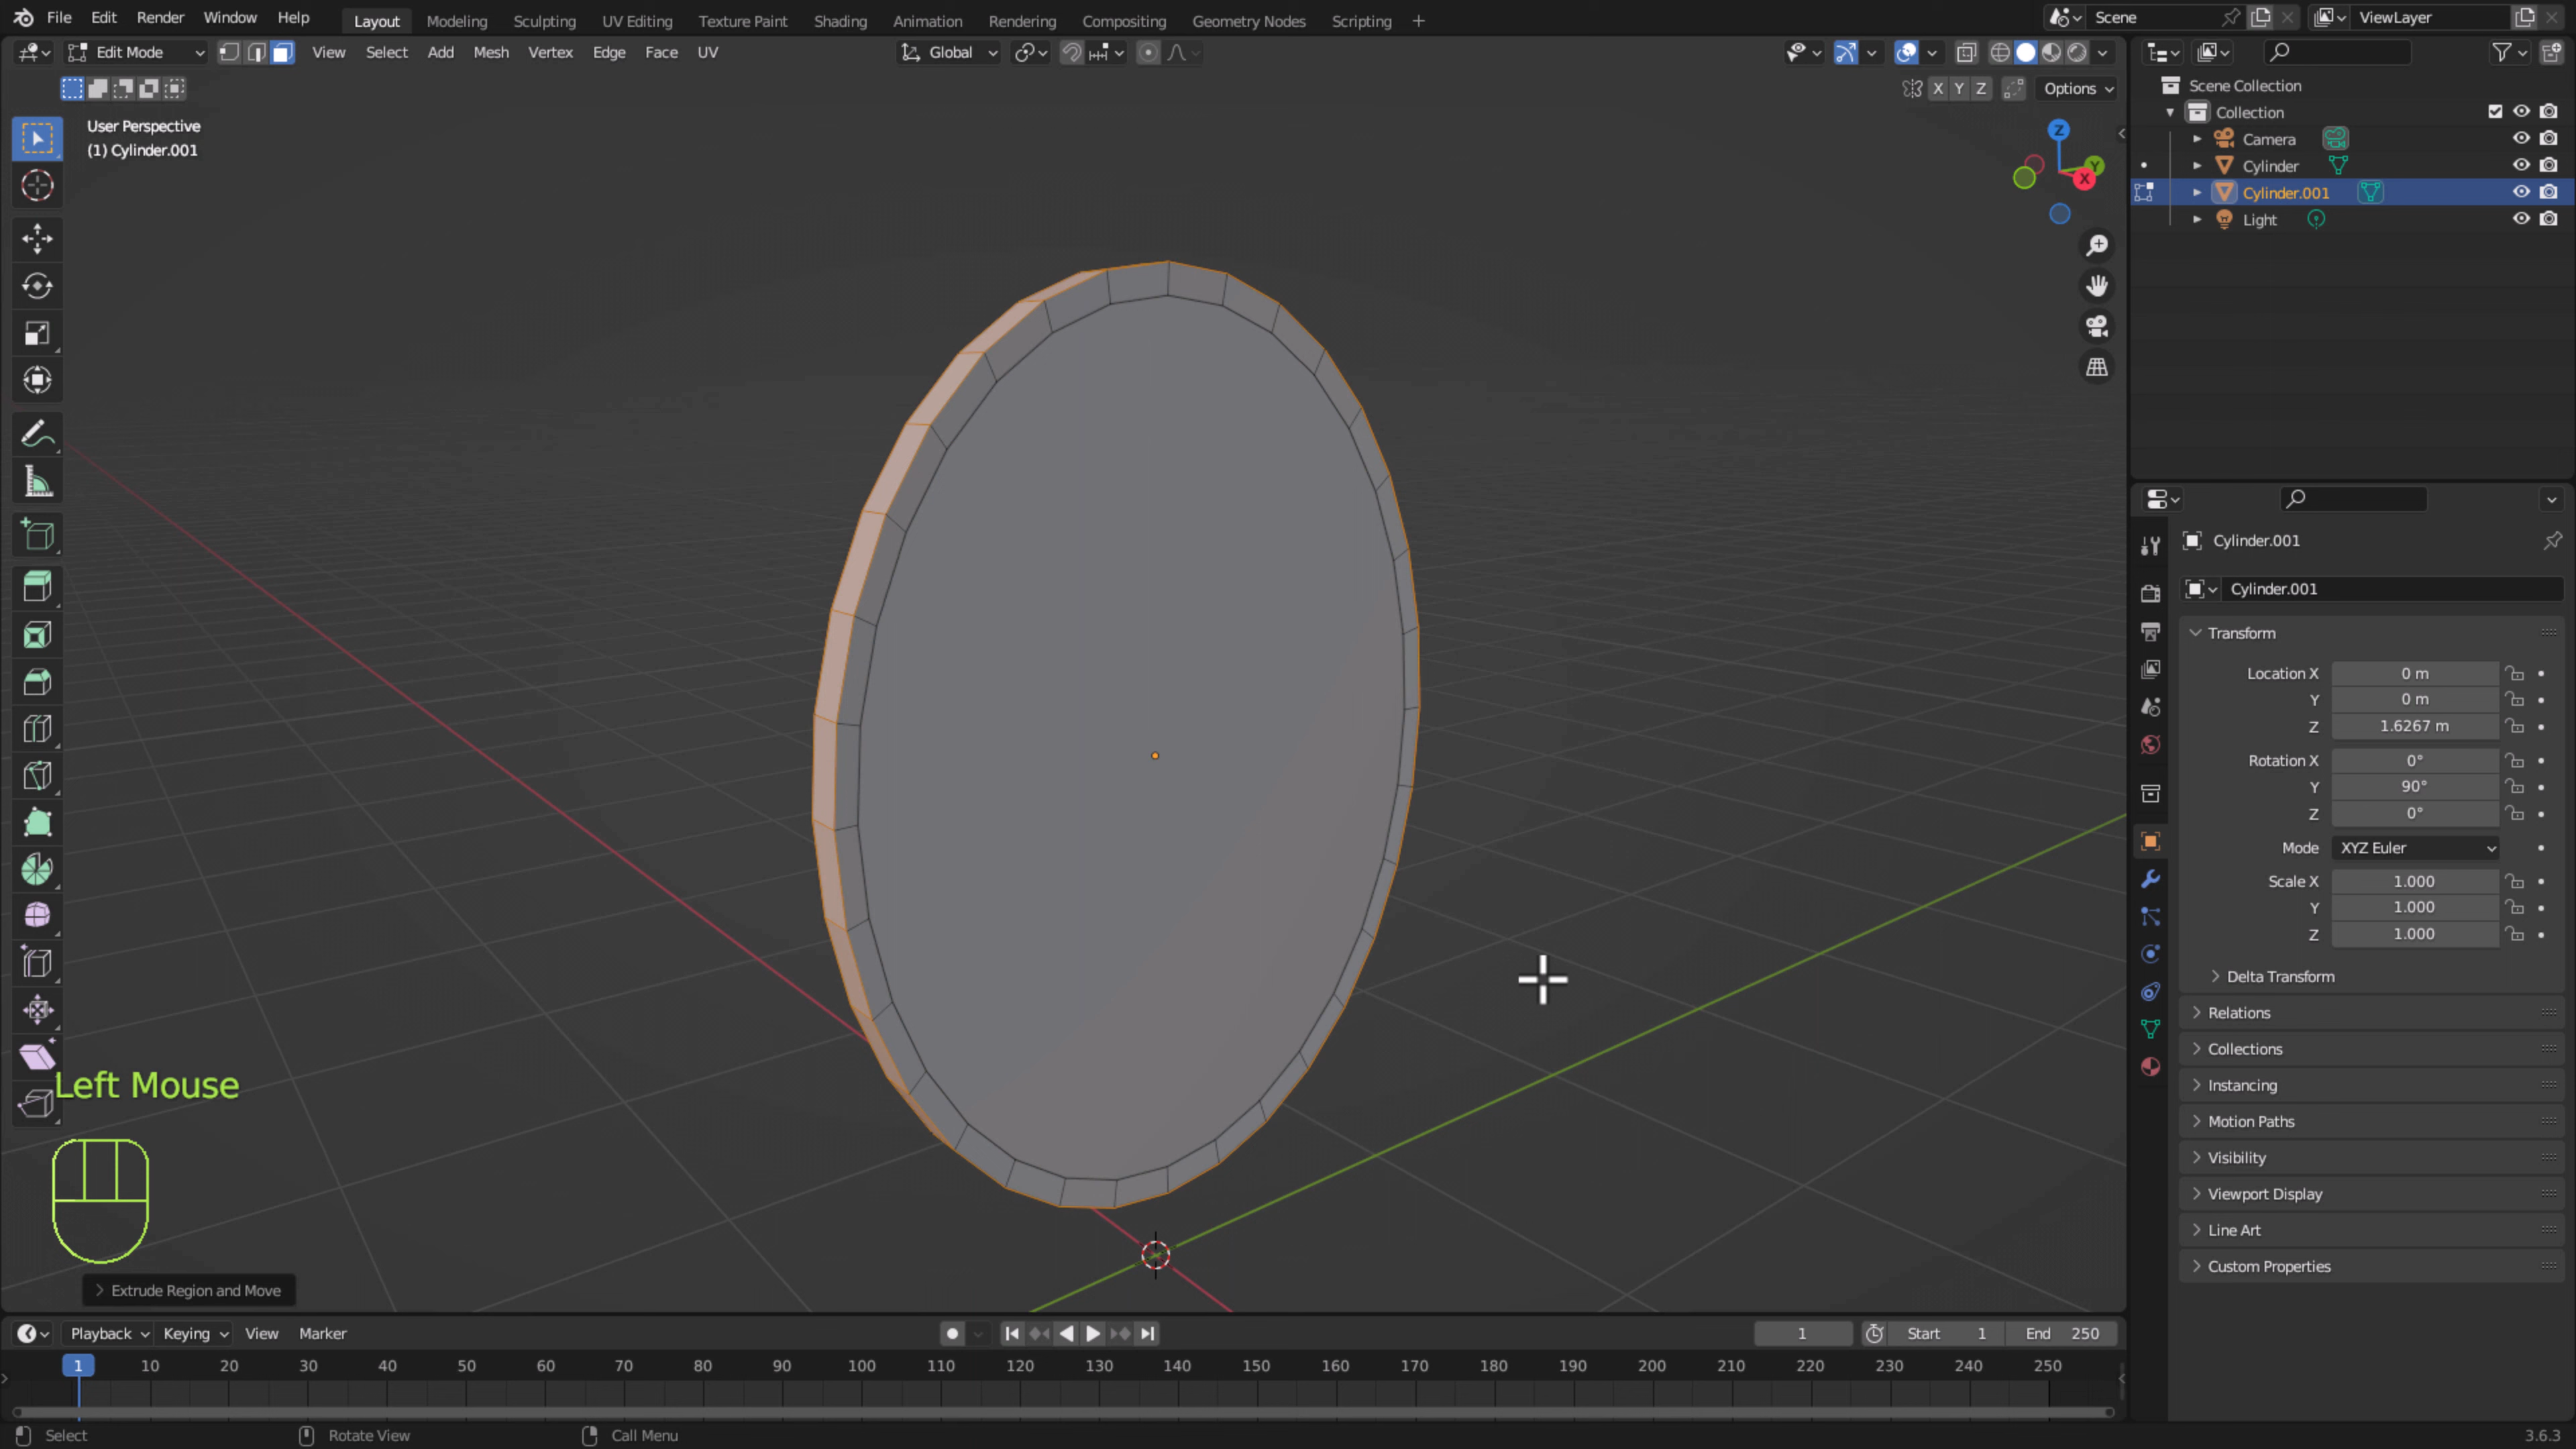 File Edit Render Window Help
Layout Modeling Sculpting UV Editing Texture Paint Shading Animation Rendering Compositing Geometry Nodes Scripting +
Scene
ViewLayer
Edit Mode
View Select Add Mesh Vertex Edge Face UV
Global
X Y Z
Options
User Perspective
(1) Cylinder.001
Z
Y
X
Scene Collection
Collection
Camera
Cylinder
Cylinder.001
Light
Cylinder.001
Cylinder.001
Transform
Location X 0 m
Y 0 m
Z 1.6267 m
Rotation X 0°
Y 90°
Z 0°
Mode XYZ Euler
Scale X 1.000
Y 1.000
Z 1.000
Delta Transform
Relations
Collections
Instancing
Motion Paths
Visibility
Viewport Display
Line Art
Custom Properties
Left Mouse
Extrude Region and Move
Playback Keying View Marker
1
Start 1
End 250
1 10 20 30 40 50 60 70 80 90 100 110 120 130 140 150 160 170 180 190 200 210 220 230 240 250
Select
Rotate View
Call Menu
3.6.3